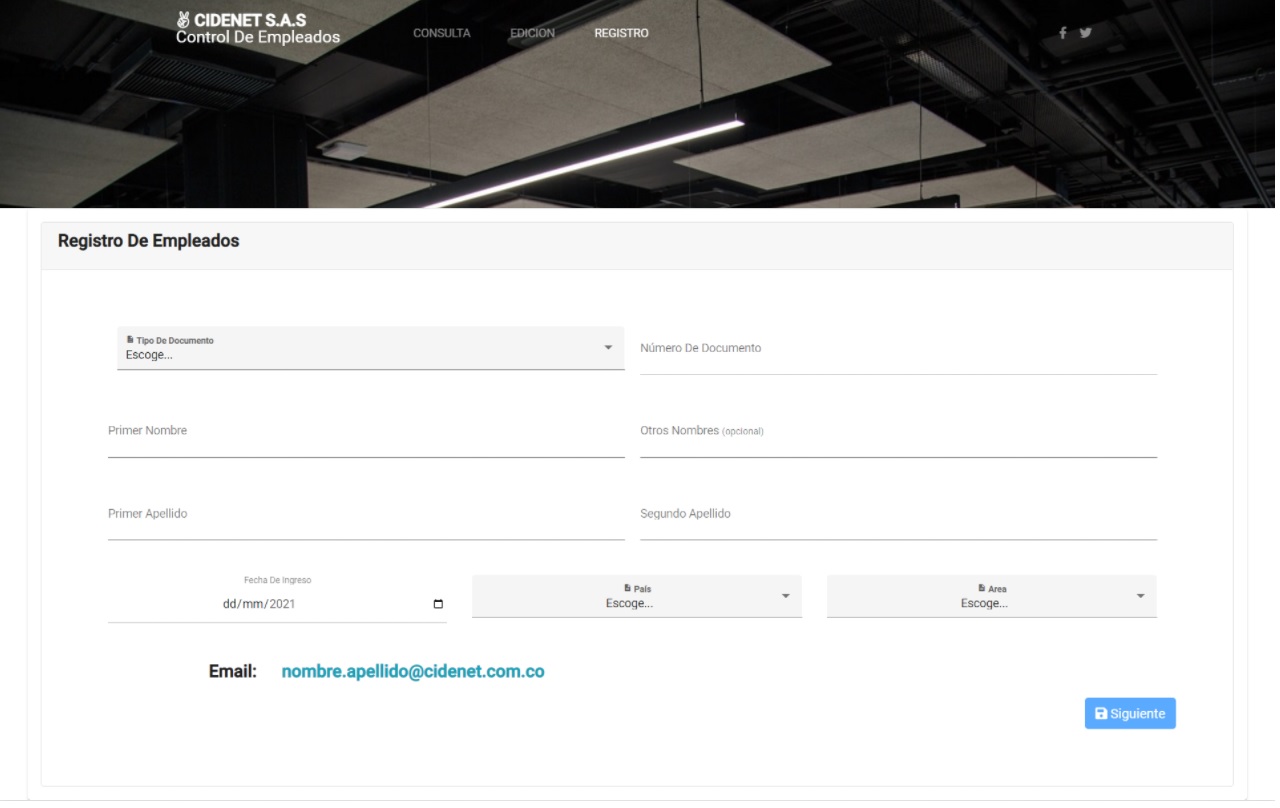 CIDENET S.A.S
Control De Empleados
CONSULTA EDICION REGISTRO
Registro De Empleados
Tipo De Documento
Escoge...
Número De Documento
Primer Nombre
Otros Nombres (opcional)
Primer Apellido
Segundo Apellido
Fecha De Ingreso
dd/mm/2021
País
Escoge...
Area
Escoge...
Email: nombre.apellido@cidenet.com.co
Siguiente